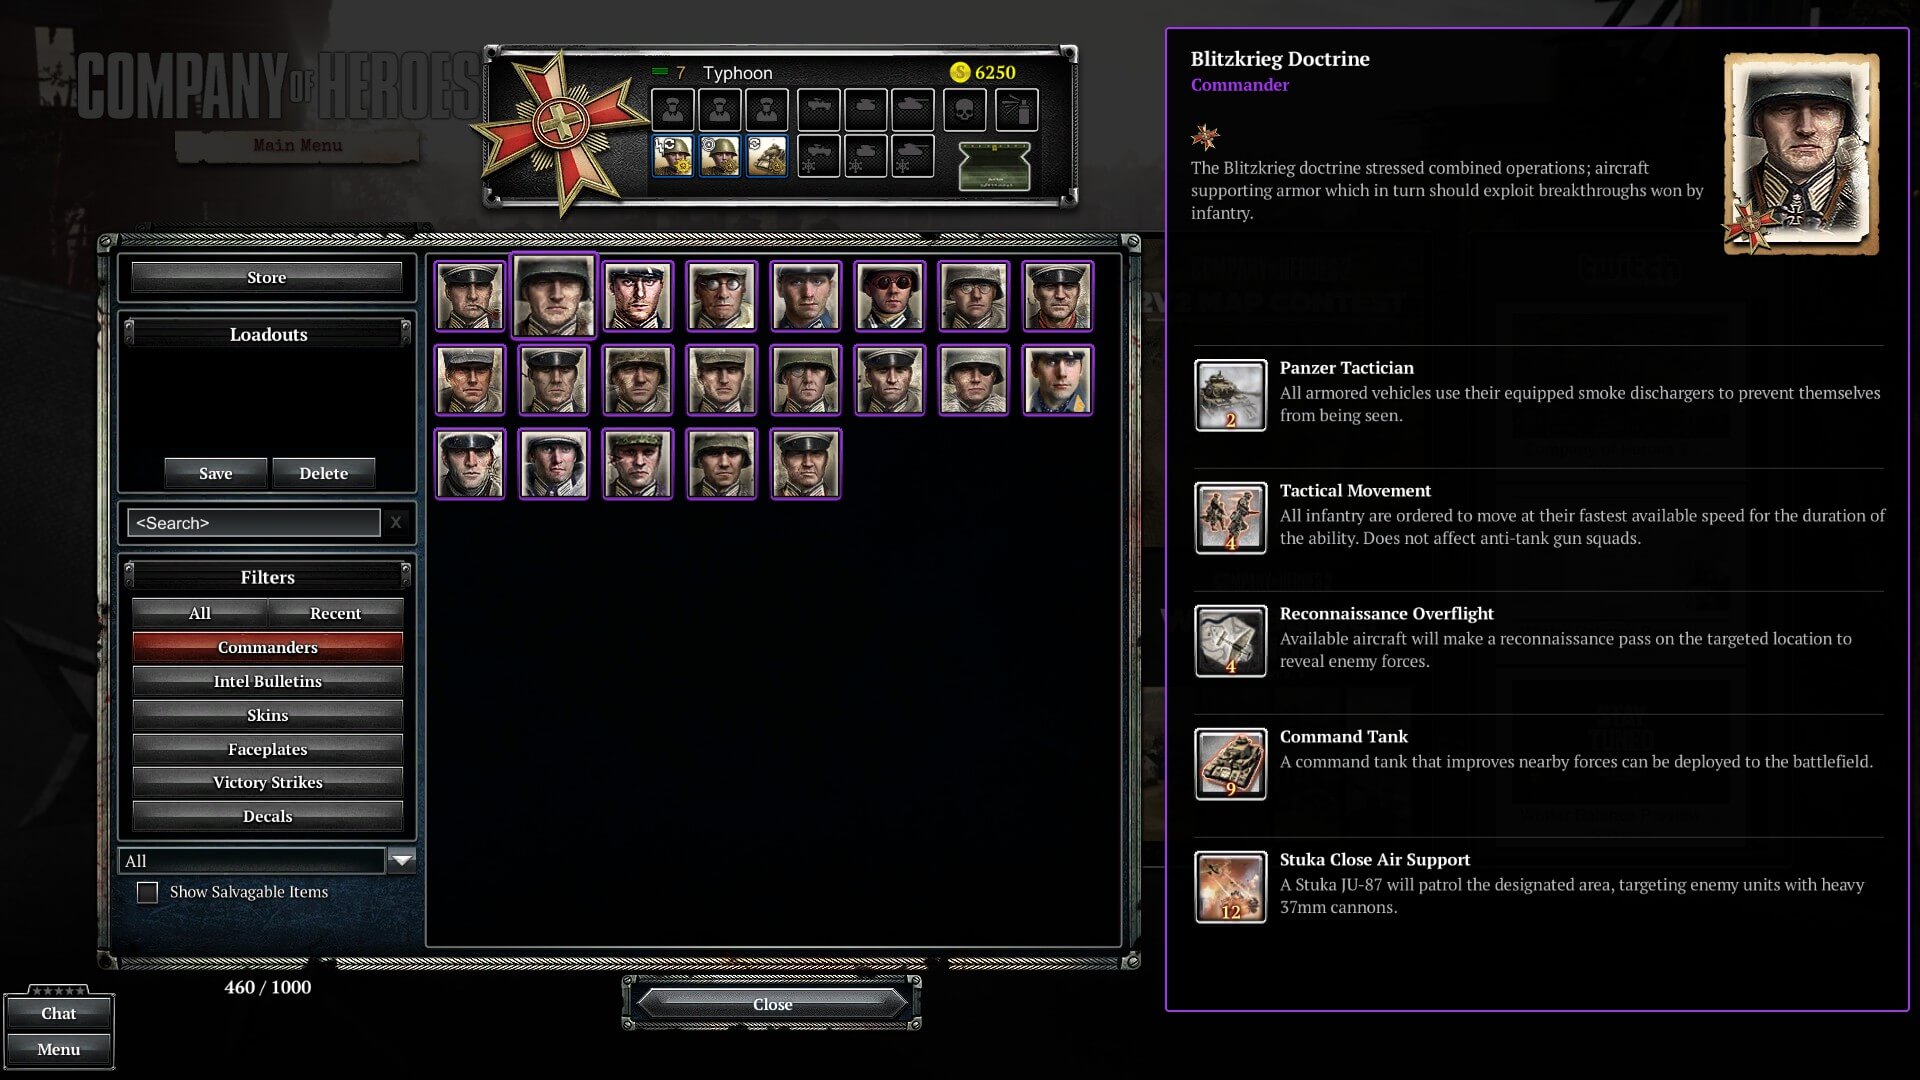 COMPANY OF HEROES
Main Menu
7 Typhoon
6250
Store
Loadouts
Save
Delete
<Search>
X
Filters
All
Recent
Commanders
Intel Bulletins
Skins
Faceplates
Victory Strikes
Decals
All
Show Salvagable Items
460 / 1000
Close
Chat
Menu
Blitzkrieg Doctrine
Commander
The Blitzkrieg doctrine stressed combined operations; aircraft
supporting armor which in turn should exploit breakthroughs won by
infantry.
Panzer Tactician
All armored vehicles use their equipped smoke dischargers to prevent themselves
from being seen.
2
Tactical Movement
All infantry are ordered to move at their fastest available speed for the duration of
the ability. Does not affect anti-tank gun squads.
4
Reconnaissance Overflight
Available aircraft will make a reconnaissance pass on the targeted location to
reveal enemy forces.
4
Command Tank
A command tank that improves nearby forces can be deployed to the battlefield.
9
Stuka Close Air Support
A Stuka JU-87 will patrol the designated area, targeting enemy units with heavy
37mm cannons.
12